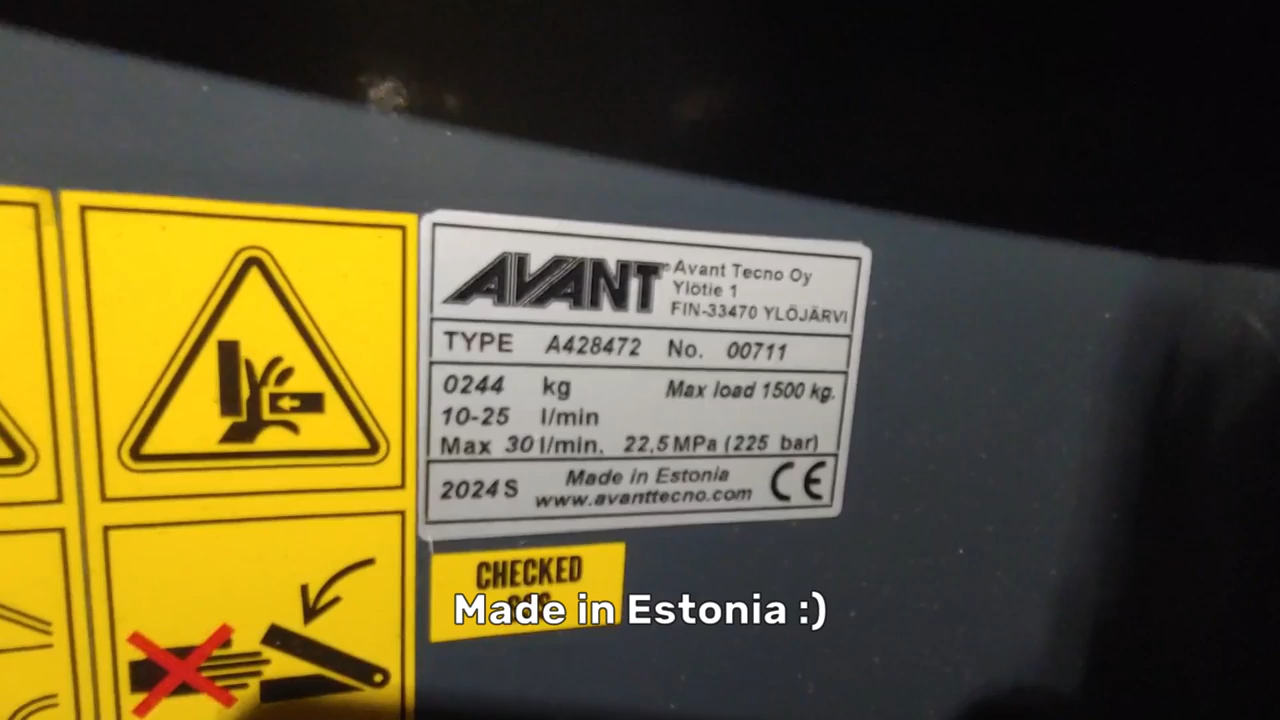 AVANT
Avant Tecno Oy
Ylötie 1
FIN-33470 YLÖJÄRVI
TYPE A428472 No. 00711
0244 kg Max load 1500 kg.
10-25 l/min
Max 30 l/min. 22,5 MPa (225 bar)
2024 S Made in Estonia CE
www.avanttecno.com
CHECKED
Made in Estonia :)